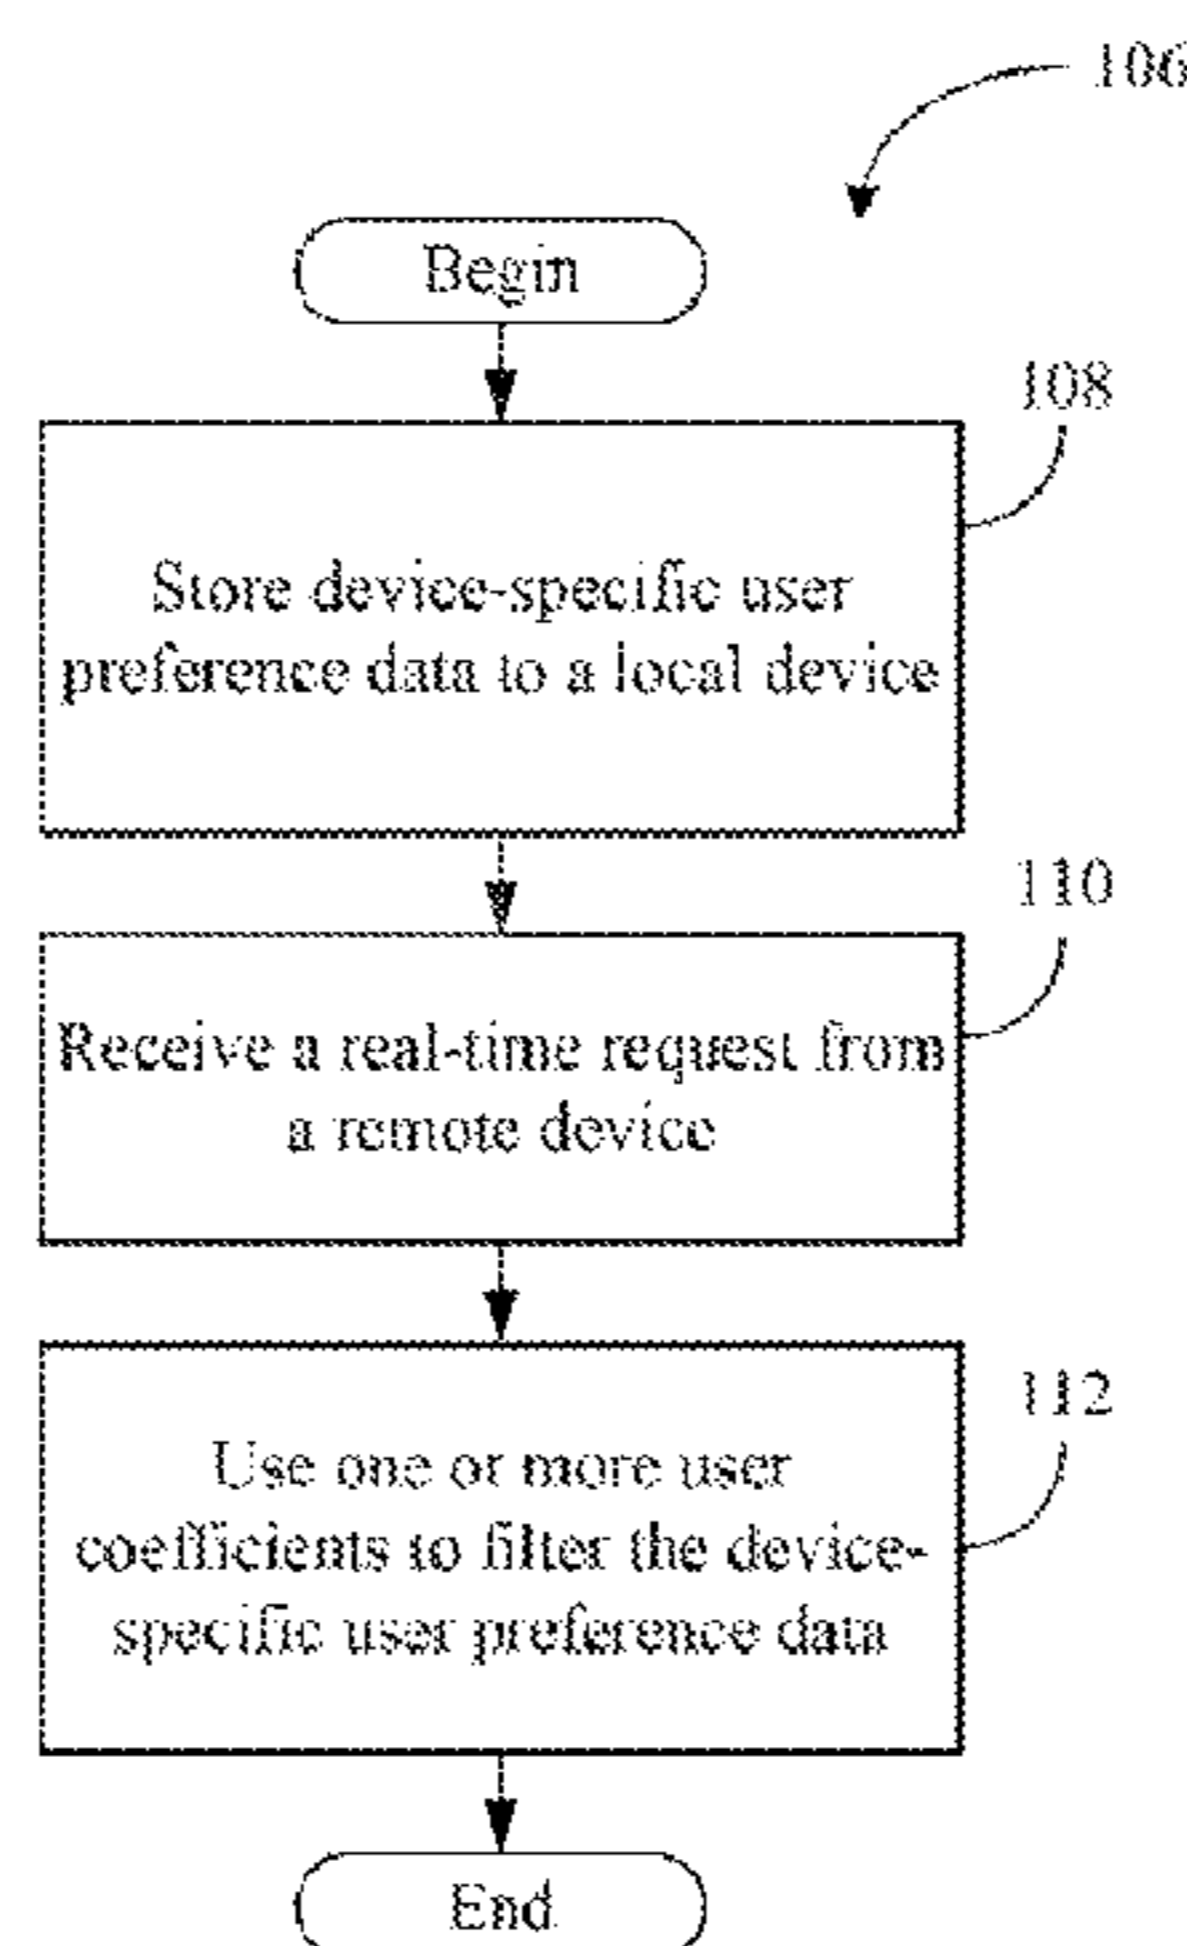 106
Begin
108
Store device-specific user
preference data to a local device
110
Receive a real-time request from
a remote device
112
Use one or more user
coefficients to filter the device-
specific user preference data
End